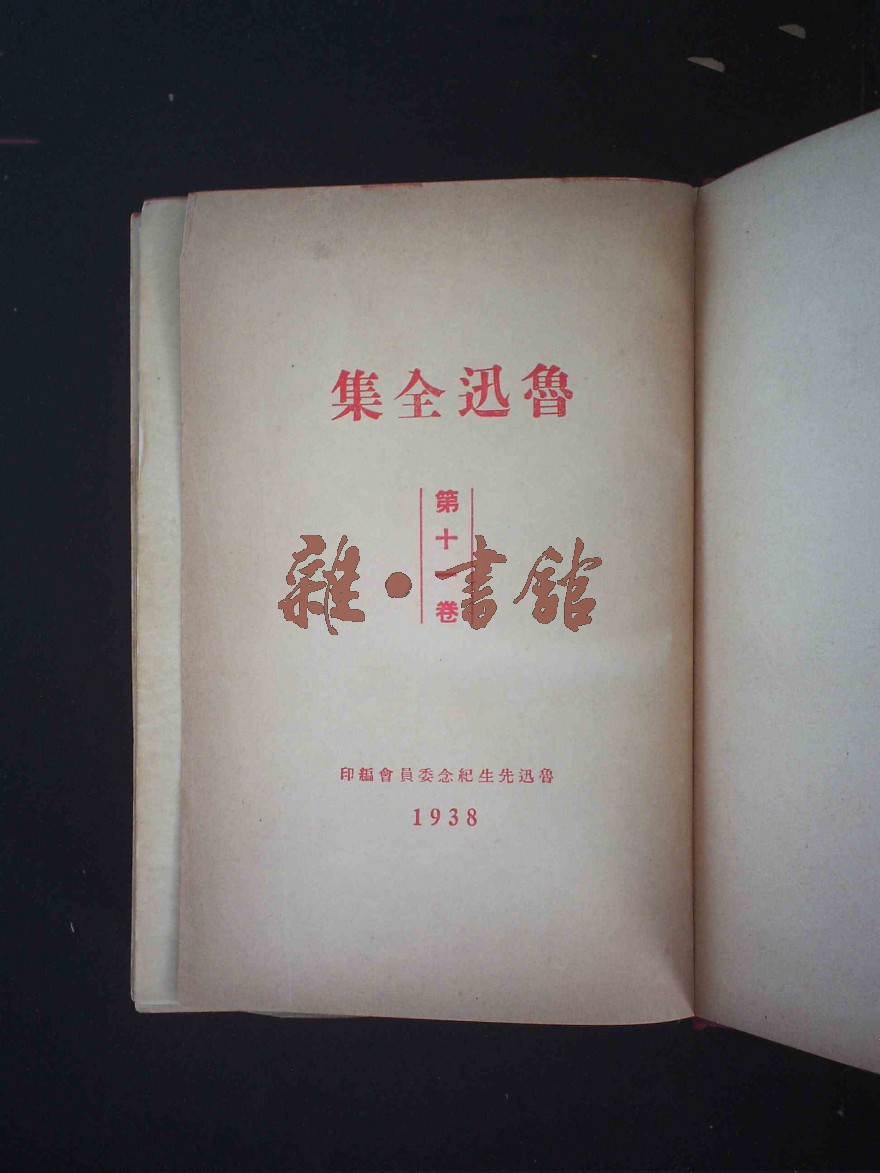 魯迅全集
第十一卷
雜·書館
魯迅先生紀念委員會編印
1938